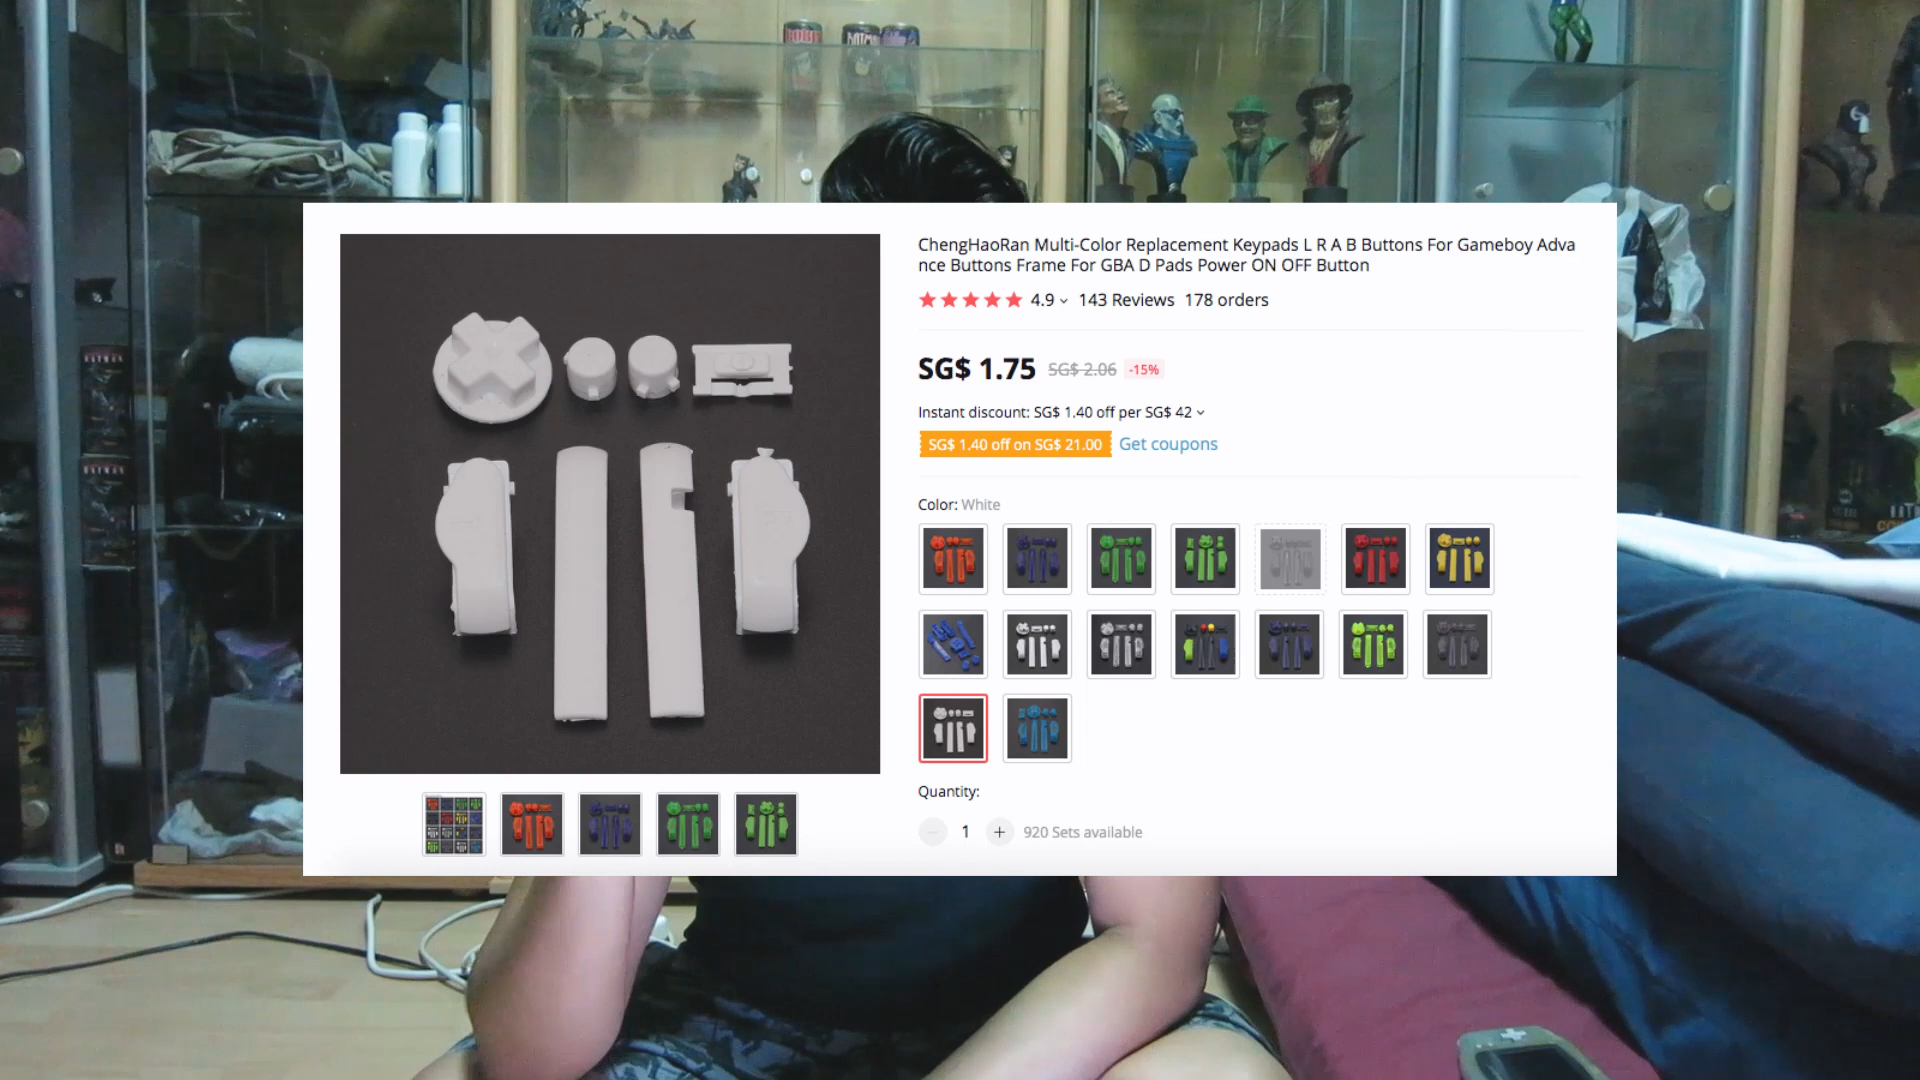 ChengHaoRan Multi-Color Replacement Keypads L R A B Buttons For Gameboy Adva
nce Buttons Frame For GBA D Pads Power ON OFF Button
4.9 143 Reviews 178 orders
SG$ 1.75 SG$ 2.06 -15%
Instant discount: SG$ 1.40 off per SG$ 42
SG$ 1.40 off on SG$ 21.00 Get coupons
Color: White
Quantity:
1 + 920 Sets available